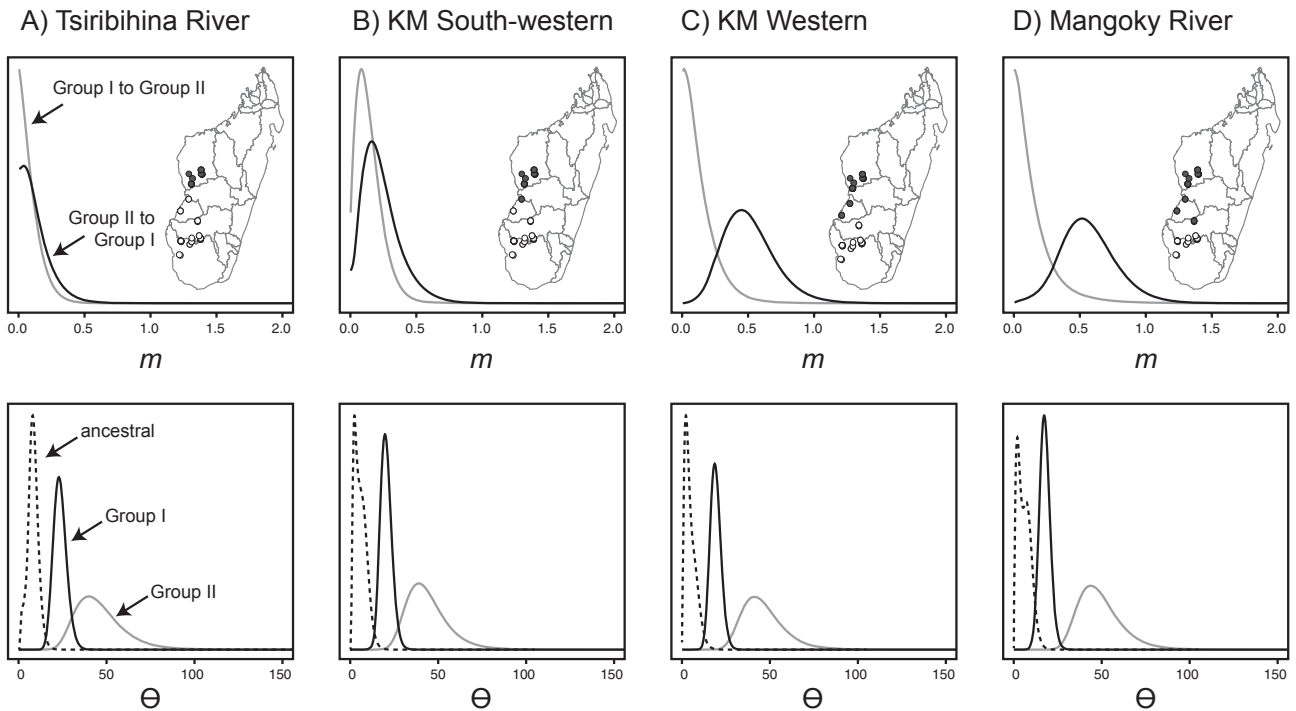 A) Tsiribihina River
B) KM South-western
C) KM Western
D) Mangoky River
Group I to Group II
Group II to
Group I
0.0 0.5 1.0 1.5 2.0
0.0 0.5 1.0 1.5 2.0
0.0 0.5 1.0 1.5 2.0
0.0 0.5 1.0 1.5 2.0
m
m
m
m
ancestral
Group I
Group II
0 50 100 150
0 50 100 150
0 50 100 150
0 50 100 150
Θ
Θ
Θ
Θ